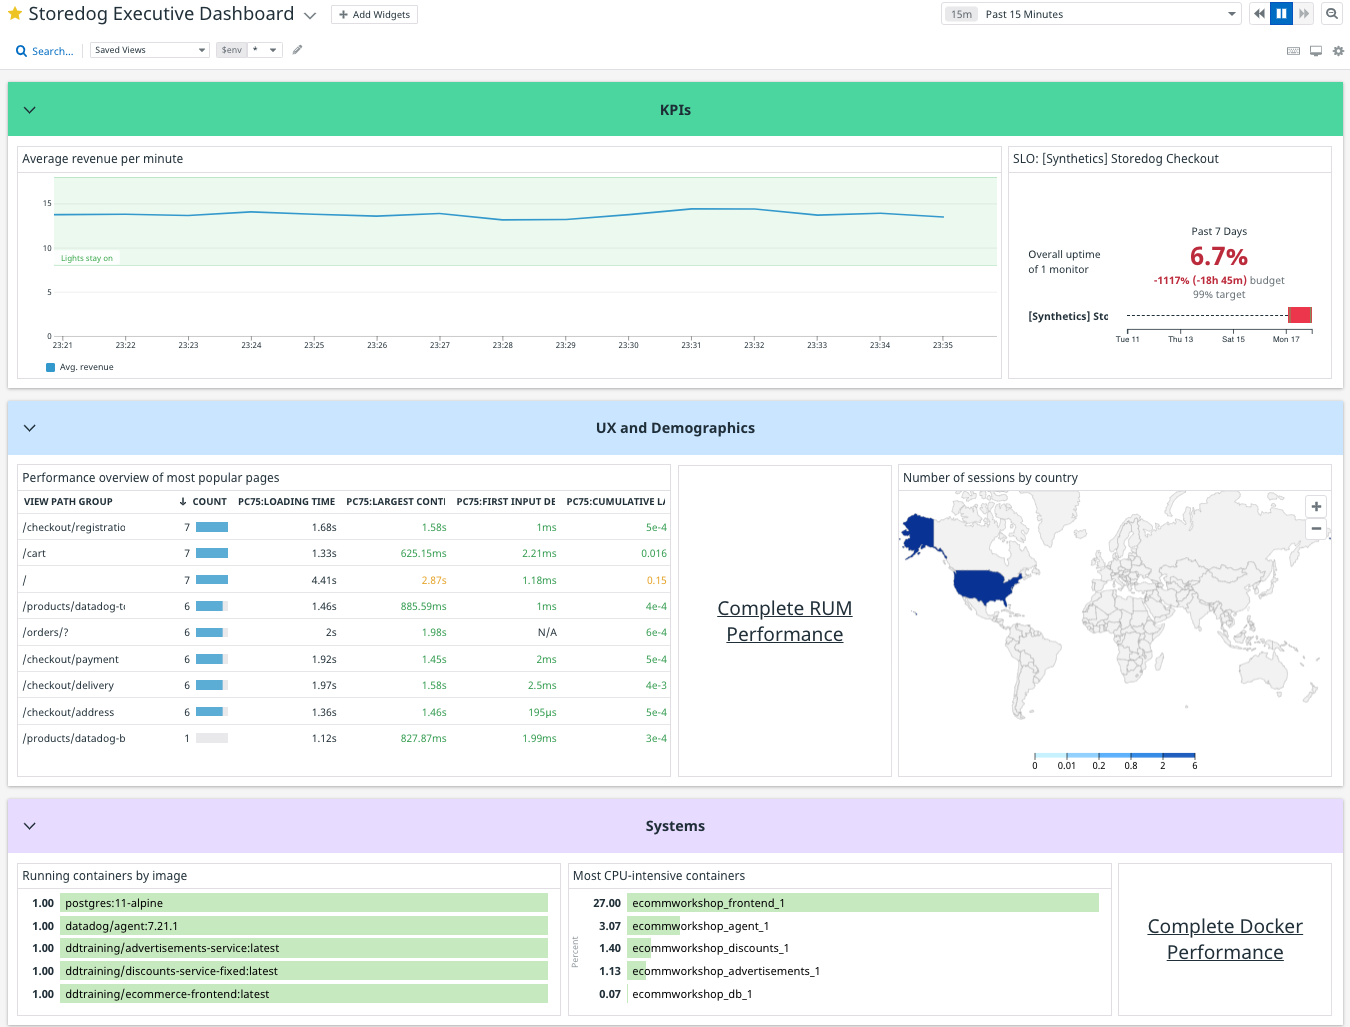 Storedog Executive Dashboard
+ Add Widgets
15m Past 15 Minutes
Search...
Saved Views
$env *
KPIs
Average revenue per minute
15
10
Lights stay on
5
0
23:21 23:22 23:23 23:24 23:25 23:26 23:27 23:28 23:29 23:30 23:31 23:32 23:33 23:34 23:35
Avg. revenue
SLO: [Synthetics] Storedog Checkout
Past 7 Days
Overall uptime
of 1 monitor
6.7%
-1117% (-18h 45m) budget
99% target
[Synthetics] Stc
Tue 11 Thu 13 Sat 15 Mon 17
UX and Demographics
Performance overview of most popular pages
VIEW PATH GROUP ↓ COUNT PC75:LOADING TIME PC75:LARGEST CONTI PC75:FIRST INPUT DE PC75:CUMULATIVE LA
/checkout/registratio 7 1.68s 1.58s 1ms 5e-4
/cart 7 1.33s 625.15ms 2.21ms 0.016
/ 7 4.41s 2.87s 1.18ms 0.15
/products/datadog-t 6 1.46s 885.59ms 1ms 4e-4
/orders/? 6 2s 1.98s N/A 6e-4
/checkout/payment 6 1.92s 1.45s 2ms 5e-4
/checkout/delivery 6 1.97s 1.58s 2.5ms 4e-3
/checkout/address 6 1.36s 1.46s 195µs 5e-4
/products/datadog-b 1 1.12s 827.87ms 1.99ms 3e-4
Complete RUM
Performance
Number of sessions by country
+
−
0 0.01 0.2 0.8 2 6
Systems
Running containers by image
1.00 postgres:11-alpine
1.00 datadog/agent:7.21.1
1.00 ddtraining/advertisements-service:latest
1.00 ddtraining/discounts-service-fixed:latest
1.00 ddtraining/ecommerce-frontend:latest
Most CPU-intensive containers
Percent
27.00 ecommworkshop_frontend_1
3.07 ecommworkshop_agent_1
1.40 ecommworkshop_discounts_1
1.13 ecommworkshop_advertisements_1
0.07 ecommworkshop_db_1
Complete Docker
Performance